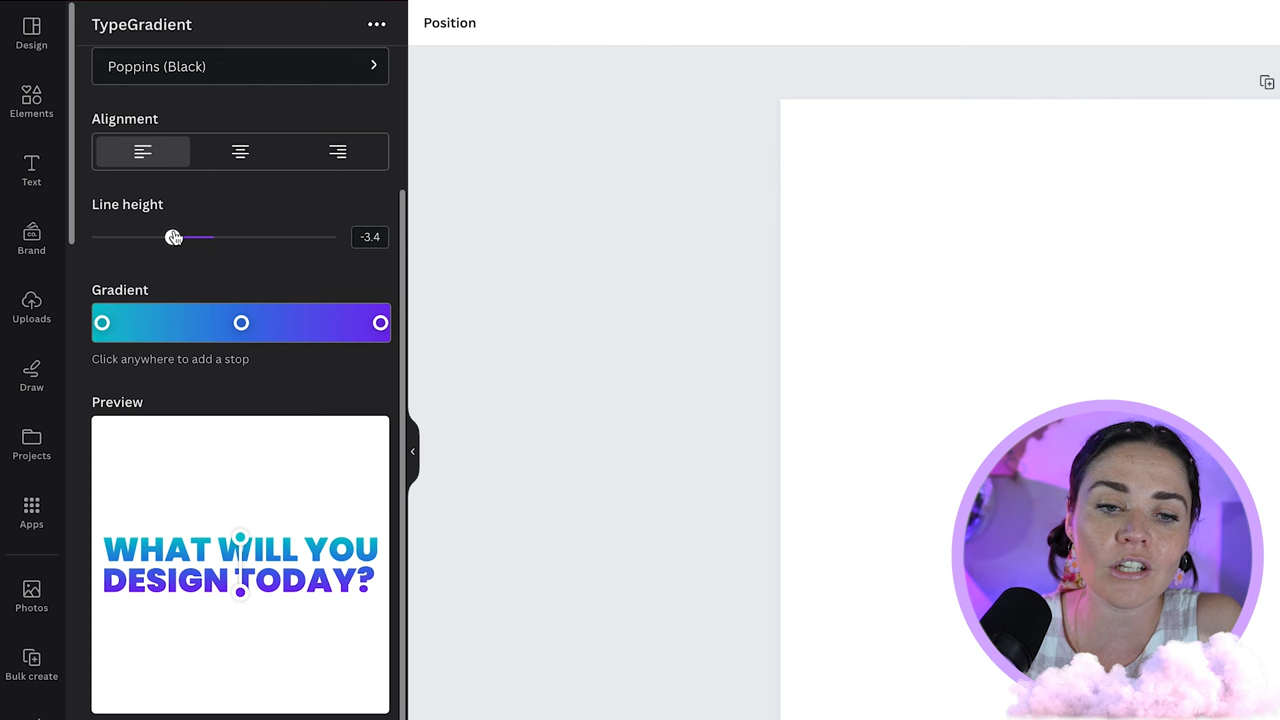 TypeGradient
Position
Design
Poppins (Black)
Elements
Alignment
Text
Line height
-3.4
Brand
CO.
Gradient
Uploads
Click anywhere to add a stop
Draw
Preview
Projects
Apps
WHAT WILL YOU
DESIGN TODAY?
Photos
Bulk create